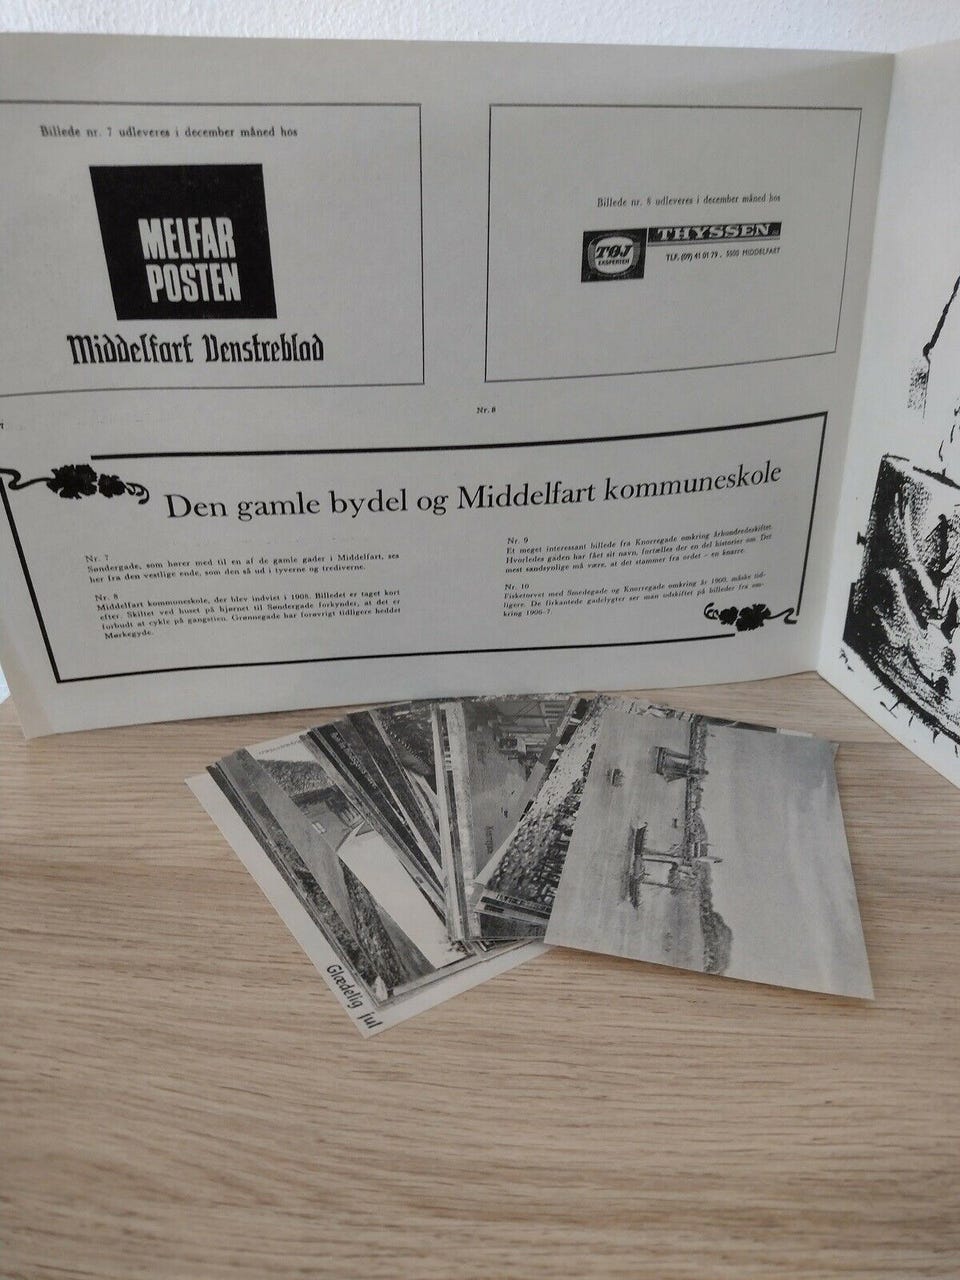 Billede nr. 7 udleveres i december måned hos
MELFAR
POSTEN
Middelfart Venstreblad
Billede nr. 8 udleveres i december måned hos
TØJ
EKSPERTEN
THYSSEN
TLF. (09) 41 01 79 . 5500 MIDDELFART
Nr. 8
Den gamle bydel og Middelfart kommuneskole
Nr. 7
Søndergade, som hører med til en af de gamle gader i Middelfart, ses
her fra den vestlige ende, som den så ud i tyverne og trediverne.
Nr. 8
Middelfart kommuneskole, der blev indviet i 1908. Billedet er taget kort
efter. Skiltet ved huset på hjørnet til Søndergade forkynder, at det er
forbudt at cykle på gangstien. Grønnegade har forøvrigt tidligere heddet
Mørkegyde.
Nr. 9
Et meget interessant billede fra Knorregade omkring århundredeskiftet.
Hvorledes gaden har fået sit navn, fortælles der en del historier om Det
mest sandsynlige må være, at det stammer fra ordet – en knarre.
Nr. 10
Fisketorvet med Smedegade og Knorregade omkring år 1900, måske tid-
ligere. De firkantede gadelygter ser man udskiftet på billeder fra om-
kring 1906-7.
Glædelig jul